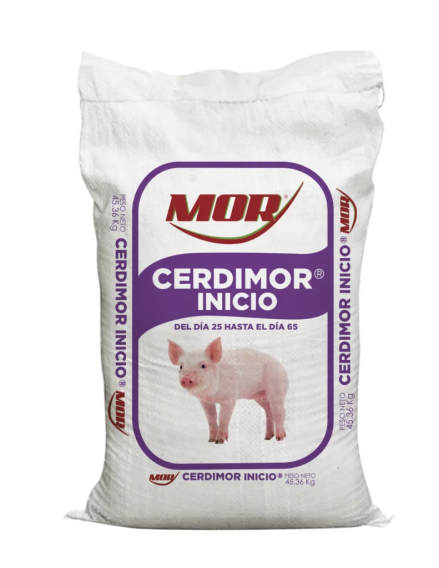 MOR®
CERDIMOR®
INICIO
DEL DÍA 25 HASTA EL DÍA 65
PESO NETO
45.36 Kg
CERDIMOR INICIO®
MOR
MOR
CERDIMOR INICIO®
PESO NETO
45.36 Kg
MOR CERDIMOR INICIO® PESO NETO
45.36 Kg